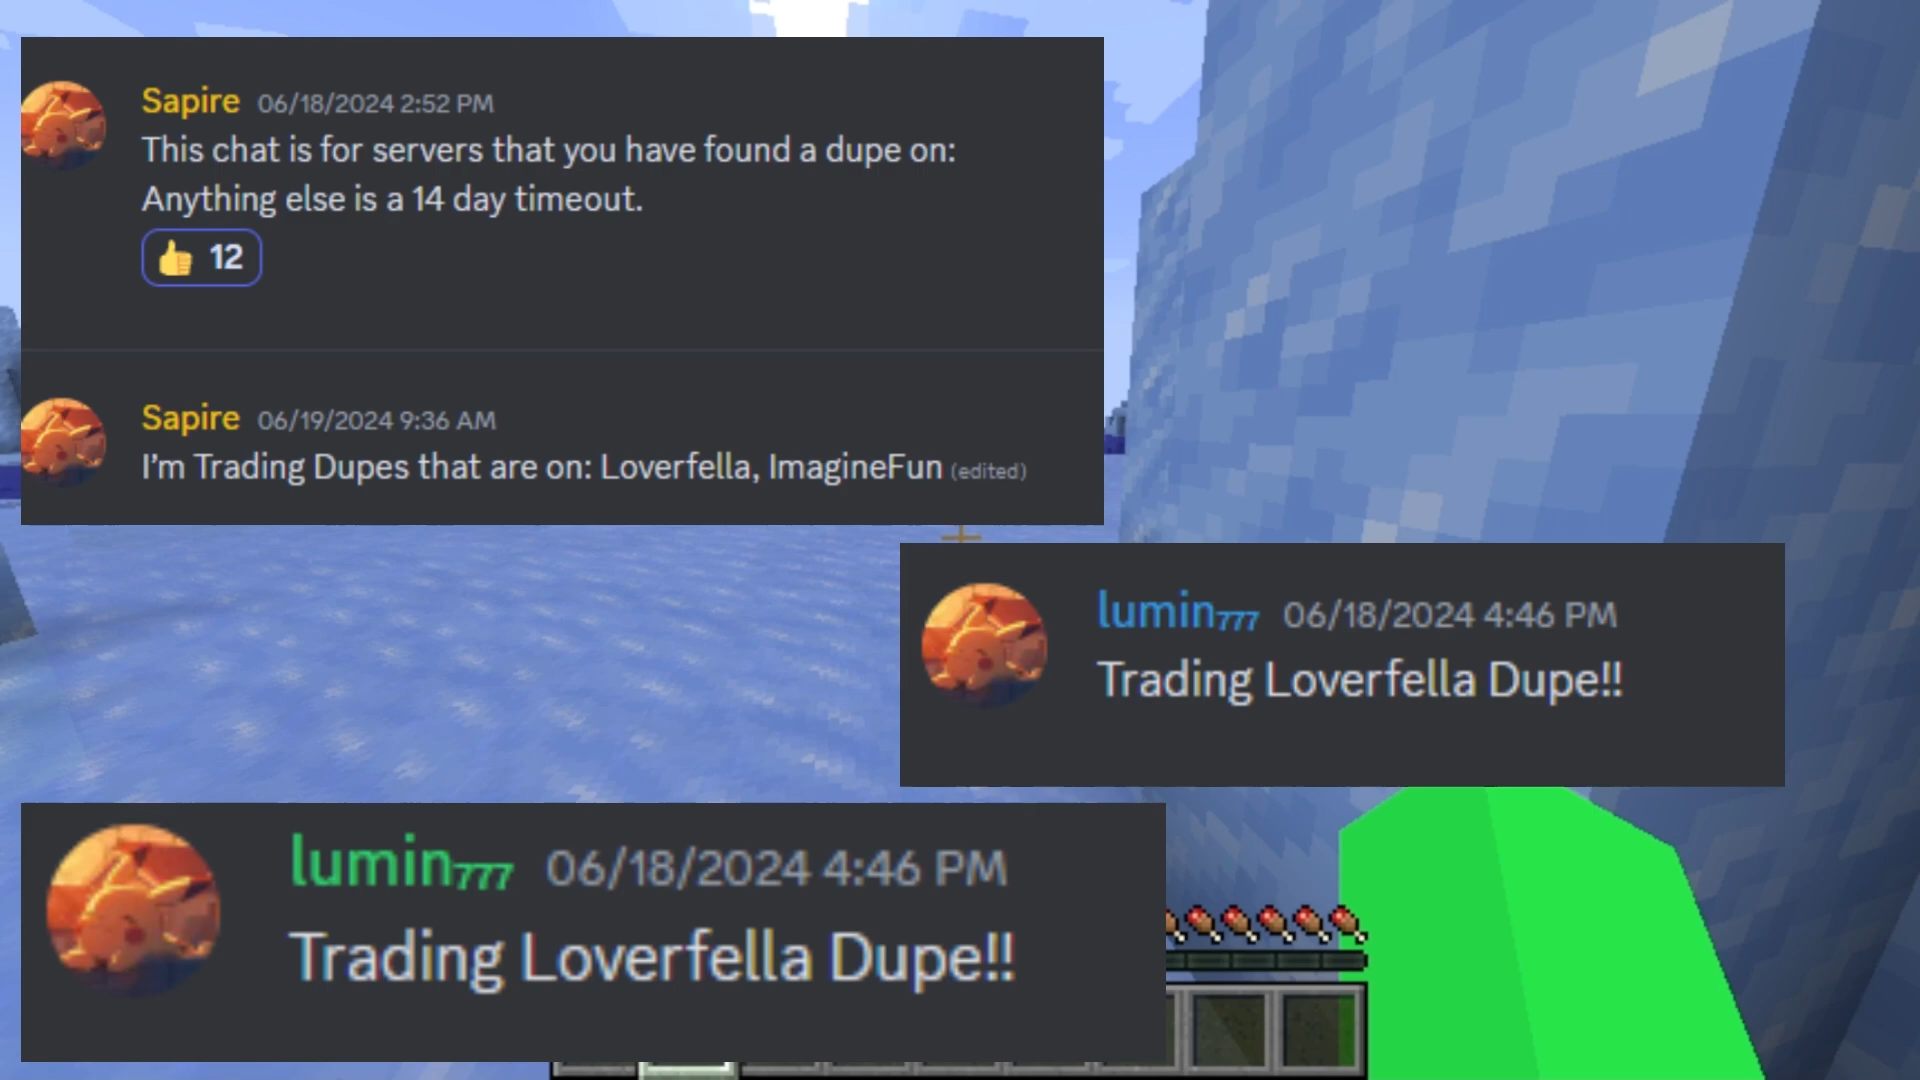 Sapire 06/18/2024 2:52 PM
This chat is for servers that you have found a dupe on:
Anything else is a 14 day timeout.
👍 12
Sapire 06/19/2024 9:36 AM
I'm Trading Dupes that are on: Loverfella, ImagineFun (edited)
lumin777 06/18/2024 4:46 PM
Trading Loverfella Dupe!!
lumin777 06/18/2024 4:46 PM
Trading Loverfella Dupe!!